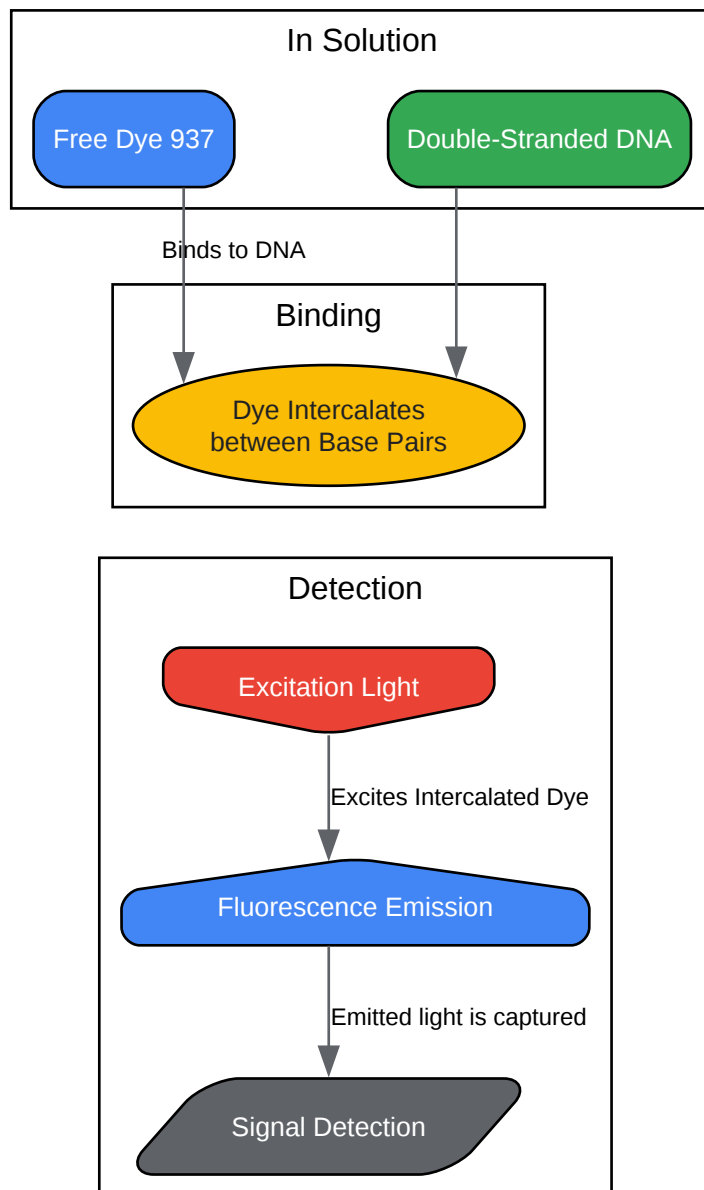 In Solution
Free Dye 937
Double-Stranded DNA
Binds to DNA
Binding
Dye Intercalates
between Base Pairs
Detection
Excitation Light
Excites Intercalated Dye
Fluorescence Emission
Emitted light is captured
Signal Detection